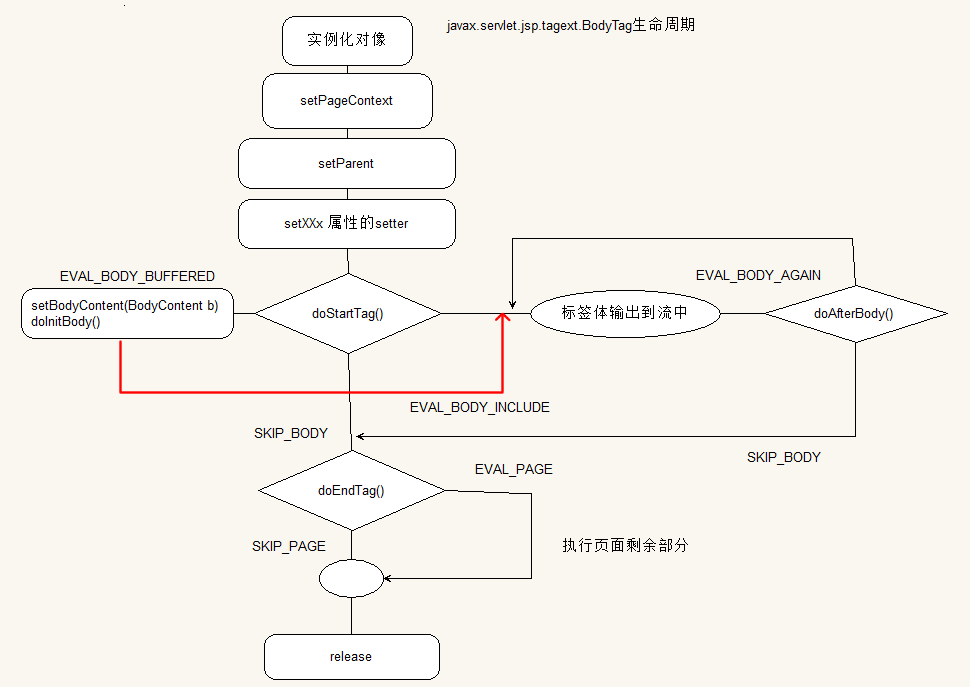 javax.servlet.jsp.tagext.BodyTag生命周期
实例化对像
setPageContext
setParent
setXXx 属性的setter
EVAL_BODY_BUFFERED
setBodyContent(BodyContent b)
doInitBody()
doStartTag()
标签体输出到流中
EVAL_BODY_AGAIN
doAfterBody()
EVAL_BODY_INCLUDE
SKIP_BODY
SKIP_BODY
EVAL_PAGE
doEndTag()
SKIP_PAGE
执行页面剩余部分
release